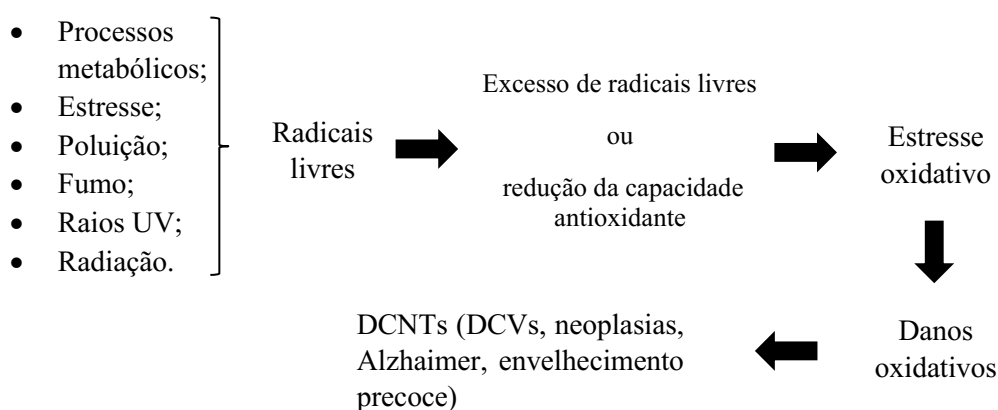 • Processos
metabólicos;
• Estresse;
• Poluição;
• Fumo;
• Raios UV;
• Radiação.
Radicais
livres
Excesso de radicais livres
ou
redução da capacidade
antioxidante
Estresse
oxidativo
Danos
oxidativos
DCNTs (DCVs, neoplasias,
Alzhaimer, envelhecimento
precoce)